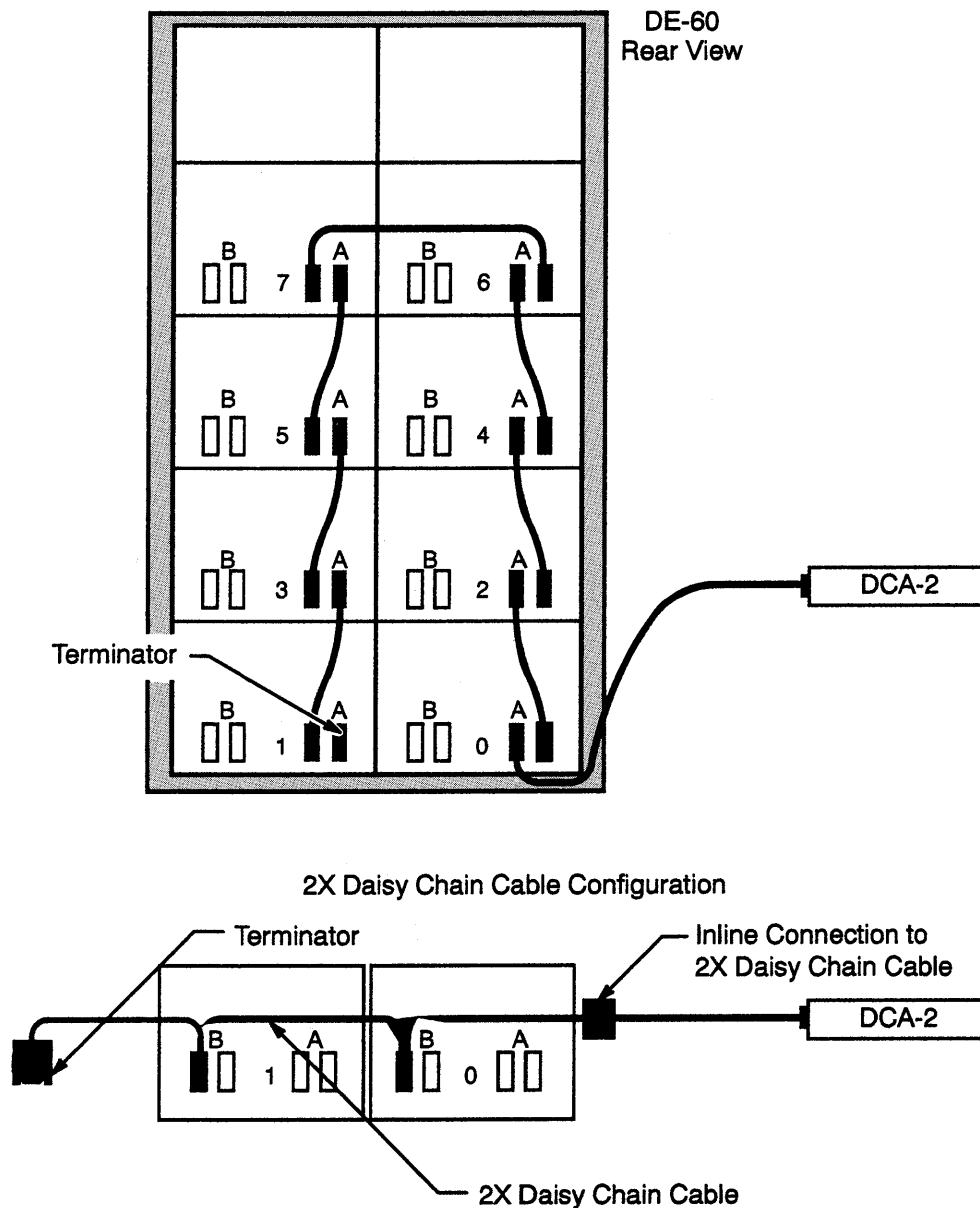 DE-60
Rear View
B 7 A B 6 A
B 5 A B 4 A
B 3 A B 2 A
DCA-2
Terminator
B 1 A B 0 A
2X Daisy Chain Cable Configuration
Terminator
Inline Connection to
2X Daisy Chain Cable
DCA-2
B 1 A B 0 A
2X Daisy Chain Cable